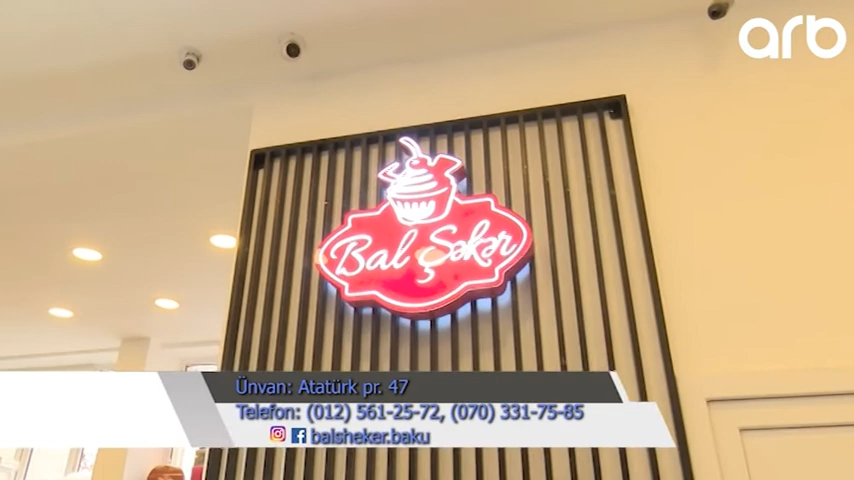 arb
Bal Şəkər
Ünvan: Atatürk pr. 47
Telefon: (012) 561-25-72, (070) 331-75-85
balsheker.baku